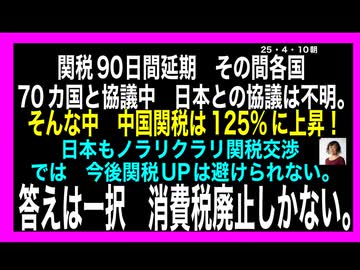 25・4・10朝
関税90日間延期　その間各国
70カ国と協議中　日本との協議は不明。
そんな中　中国関税は125%に上昇！
日本もノラリクラリ関税交渉
では　今後関税UPは避けられない。
答えは一択　消費税廃止しかない。